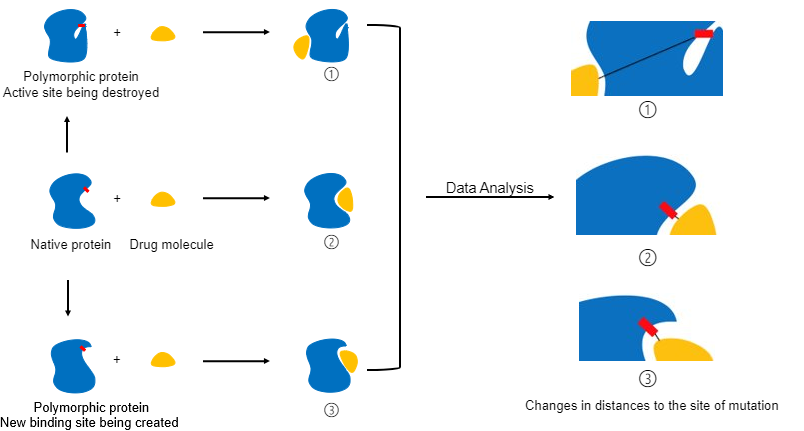 +
①
Polymorphic protein
Active site being destroyed
①
+
Data Analysis
②
Native protein
Drug molecule
②
+
③
③
Polymorphic protein
New binding site being created
Changes in distances to the site of mutation